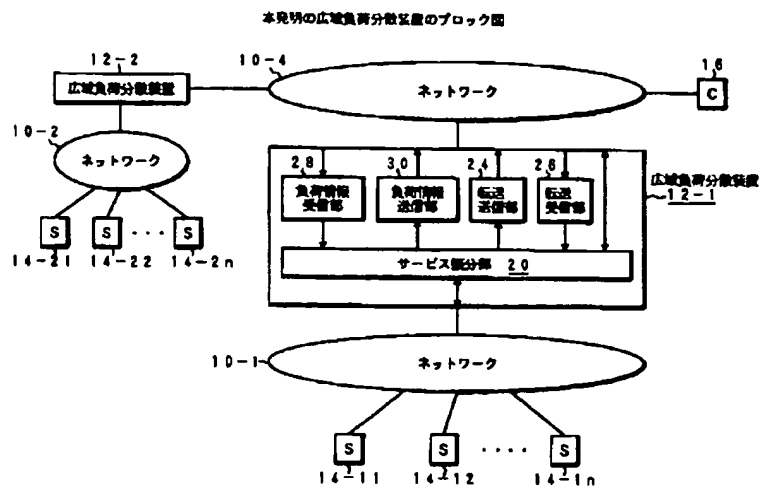 本発明の広域負荷分散装置のブロック図
12-2
広域負荷分散装置
10-4
ネットワーク
16
C
10-2
ネットワーク
S
S
・・・
S
14-21
14-22
14-2n
28
負荷情報
受信部
30
負荷情報
送信部
24
転送
送信部
26
転送
受信部
広域負荷分散装置
12-1
サービス振分部 20
10-1
ネットワーク
S
S
・・・・
S
14-11
14-12
14-1n